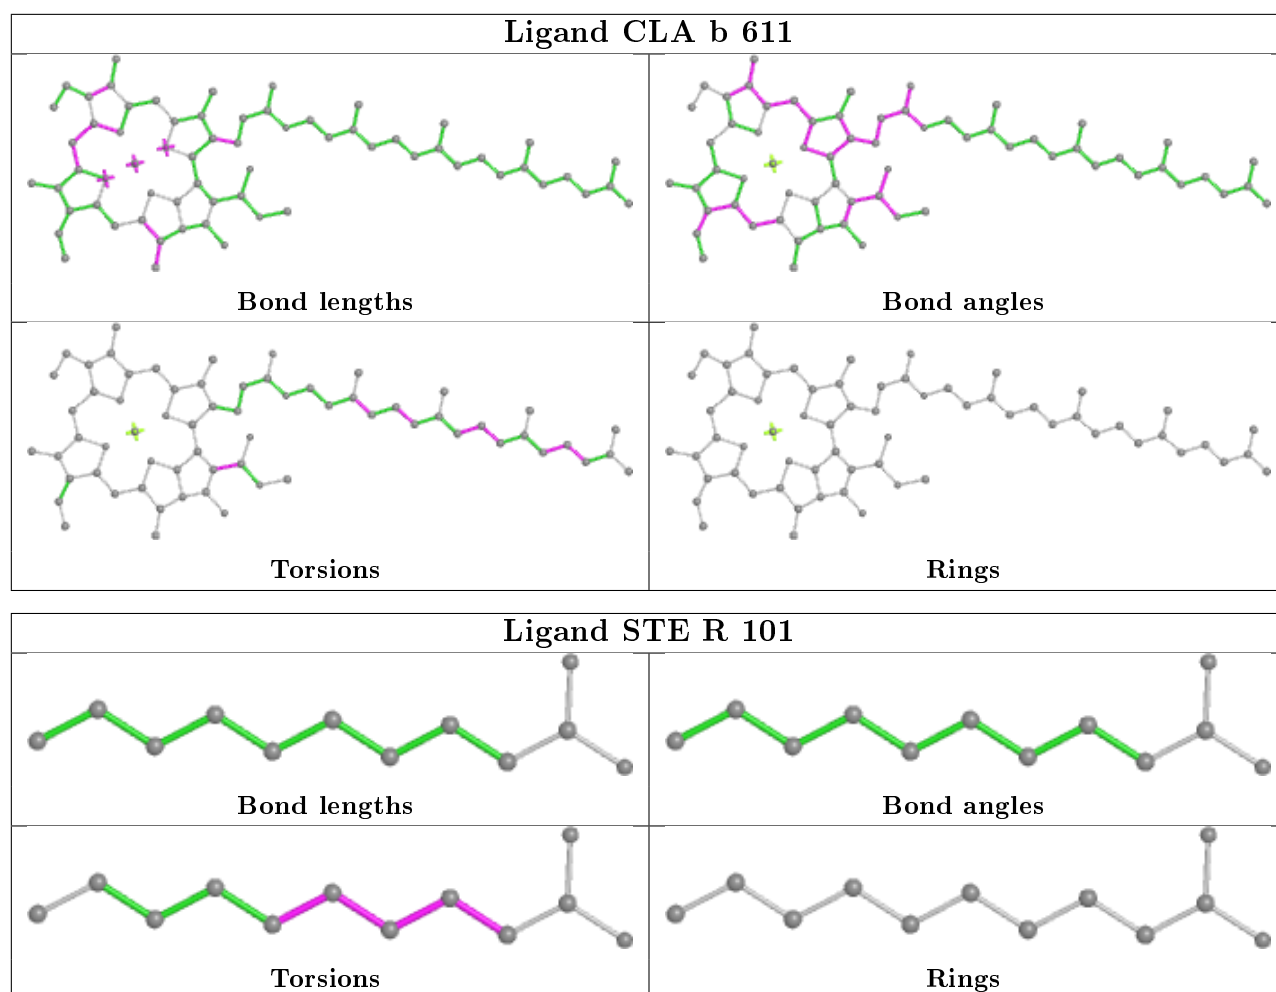 Ligand CLA b 611
Bond lengths
Bond angles
Torsions
Rings
Ligand STE R 101
Bond lengths
Bond angles
Torsions
Rings